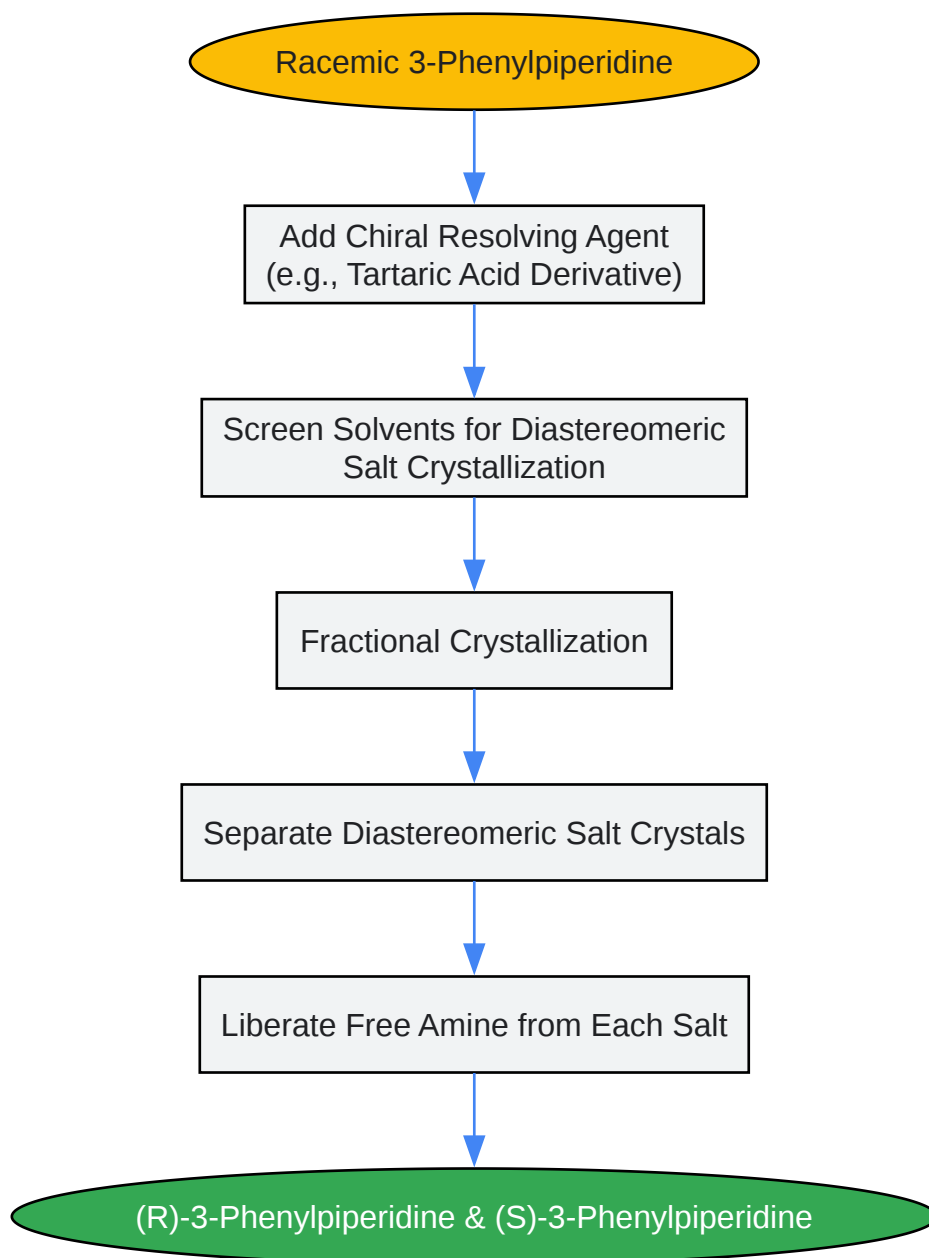 Racemic 3-Phenylpiperidine
Add Chiral Resolving Agent
(e.g., Tartaric Acid Derivative)
Screen Solvents for Diastereomeric
Salt Crystallization
Fractional Crystallization
Separate Diastereomeric Salt Crystals
Liberate Free Amine from Each Salt
(R)-3-Phenylpiperidine & (S)-3-Phenylpiperidine